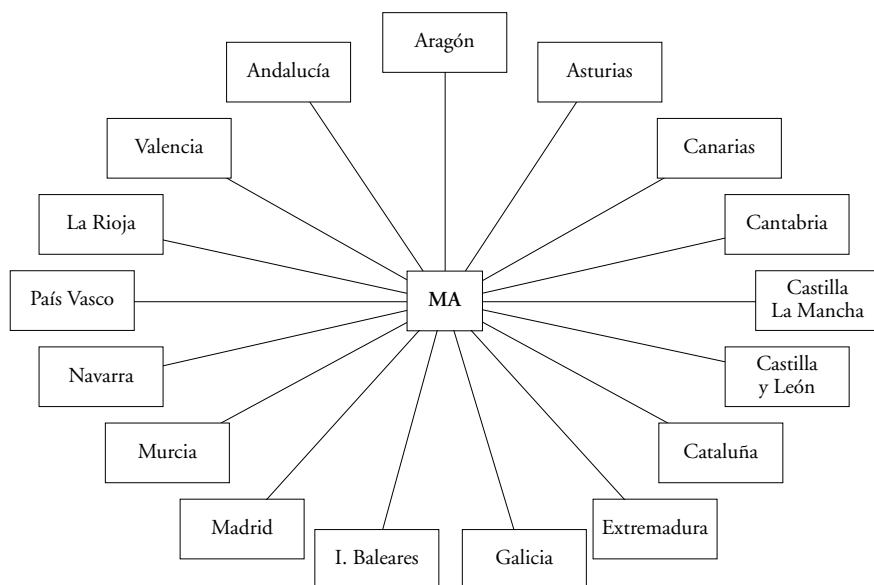 Aragón
Andalucía
Asturias
Valencia
Canarias
La Rioja
Cantabria
País Vasco
MA
Castilla
La Mancha
Navarra
Castilla
y León
Murcia
Cataluña
Madrid
Extremadura
I. Baleares
Galicia